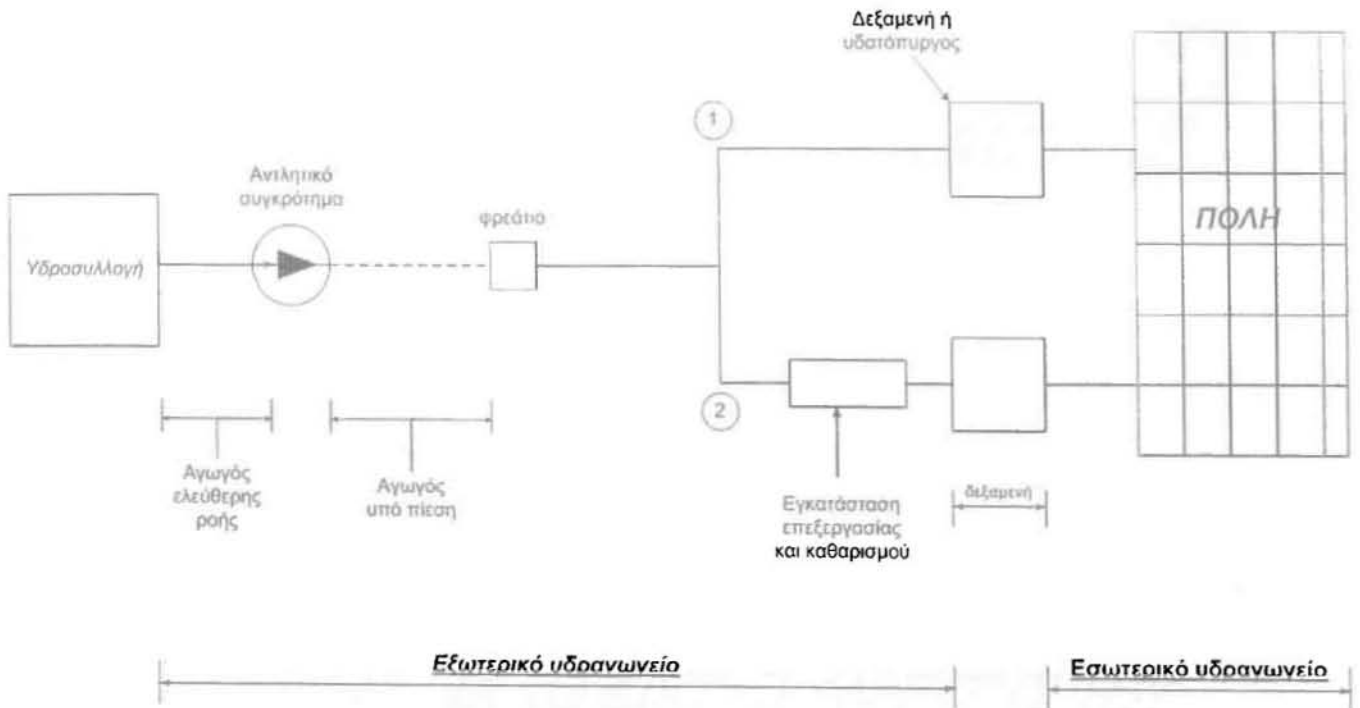 Δεξαμενή ή
υδατόπυργος
1
Αντλητικό
συγκρότημα
φρεάτιο
Υδροσυλλογή
ΠΟΛΗ
2
Αγωγός
ελεύθερης
ροής
Αγωγός
υπό πίεση
Εγκατάσταση
επεξεργασίας
και καθαρισμού
δεξαμενή
Εξωτερικό υδραγωγείο
Εσωτερικό υδραγωγείο